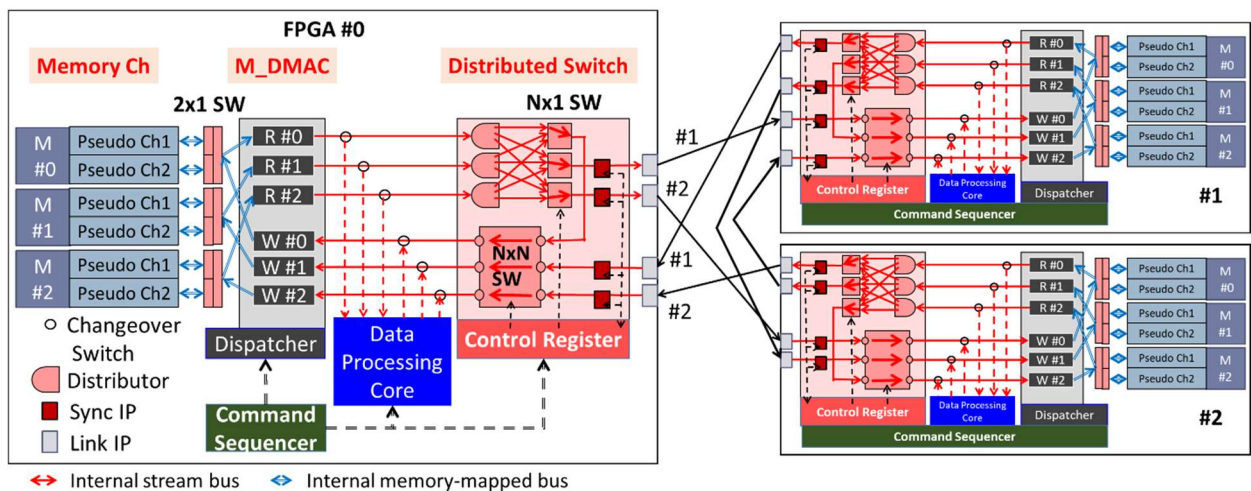 FPGA #0
Memory Ch
M_DMAC
Distributed Switch
2x1 SW
Nx1 SW
M
#0
Pseudo Ch1
Pseudo Ch2
M
#1
Pseudo Ch1
Pseudo Ch2
M
#2
Pseudo Ch1
Pseudo Ch2
R #0
R #1
R #2
W #0
W #1
W #2
NxN
SW
Dispatcher
Data
Processing
Core
Control Register
Command
Sequencer
Changeover
Switch
Distributor
Sync IP
Link IP
Internal stream bus
Internal memory-mapped bus
#1
#2
#1
#2
R #0
R #1
R #2
W #0
W #1
W #2
Pseudo Ch1
Pseudo Ch2
Pseudo Ch1
Pseudo Ch2
Pseudo Ch1
Pseudo Ch2
M
#0
M
#1
M
#2
Control Register
Data Processing
Core
Dispatcher
Command Sequencer
#1
R #0
R #1
R #2
W #0
W #1
W #2
Pseudo Ch1
Pseudo Ch2
Pseudo Ch1
Pseudo Ch2
Pseudo Ch1
Pseudo Ch2
M
#0
M
#1
M
#2
Control Register
Data Processing
Core
Dispatcher
Command Sequencer
#2